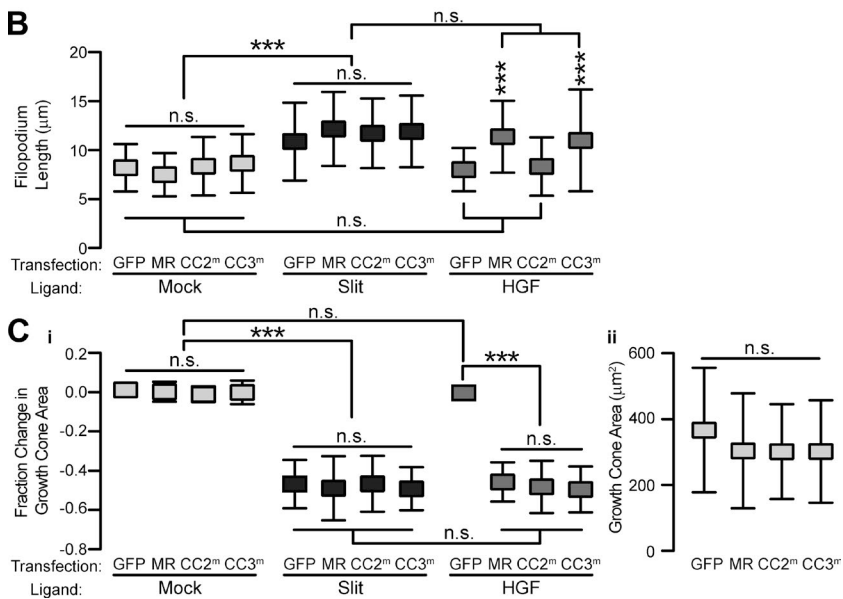 B
n.s.
***
n.s.
n.s.
***
***
20
15
10
5
0
Filopodium
Length (μm)
n.s.
Transfection: GFP MR CC2ᵐ CC3ᵐ GFP MR CC2ᵐ CC3ᵐ GFP MR CC2ᵐ CC3ᵐ
Ligand: Mock Slit HGF
C
i
n.s.
***
n.s.
***
n.s.
n.s.
0.2
0.0
-0.2
-0.4
-0.6
-0.8
Fraction Change in
Growth Cone Area
n.s.
Transfection: GFP MR CC2ᵐ CC3ᵐ GFP MR CC2ᵐ CC3ᵐ GFP MR CC2ᵐ CC3ᵐ
Ligand: Mock Slit HGF
ii
n.s.
600
400
200
0
Growth Cone Area (μm²)
GFP MR CC2ᵐ CC3ᵐ